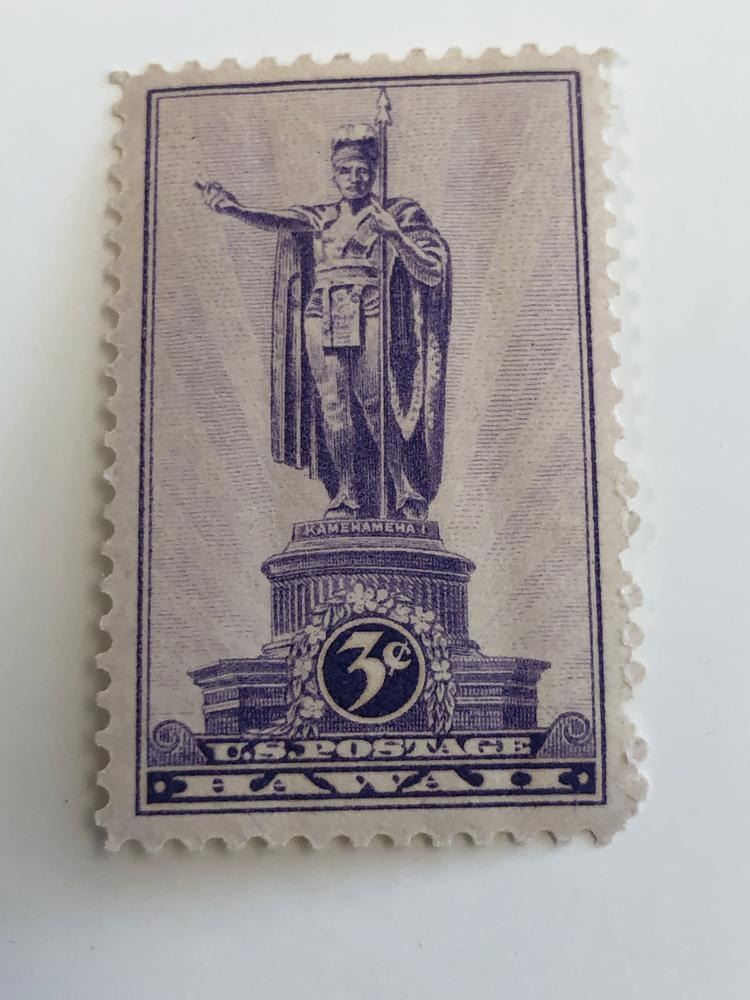 KAMEHAMEHA I
3¢
U.S. POSTAGE
HAWAII